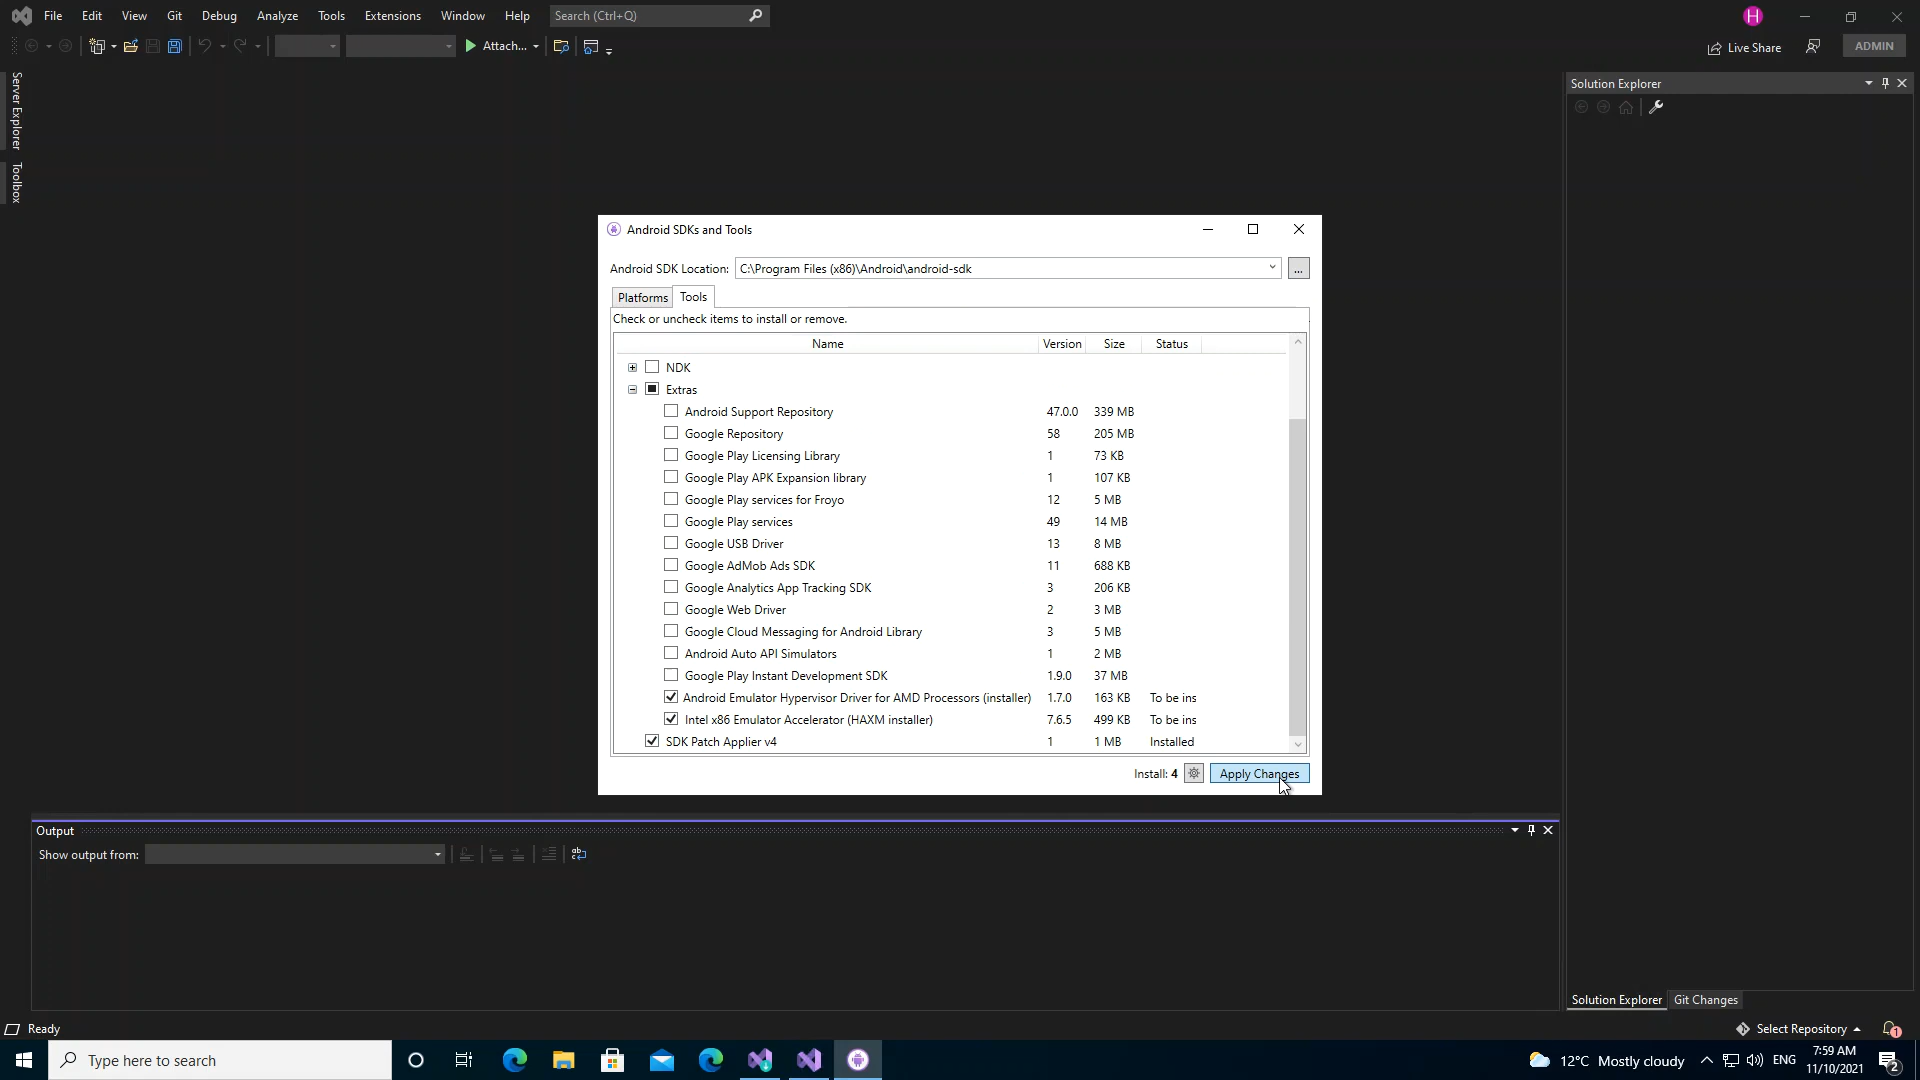 File Edit View Git Debug Analyze Tools Extensions Window Help Search (Ctrl+Q) H
Attach... Live Share ADMIN
Server Explorer
Toolbox
Solution Explorer
Android SDKs and Tools
Android SDK Location: C:\Program Files (x86)\Android\android-sdk ...
Platforms Tools
Check or uncheck items to install or remove.
Name Version Size Status
NDK
Extras
Android Support Repository 47.0.0 339 MB
Google Repository 58 205 MB
Google Play Licensing Library 1 73 KB
Google Play APK Expansion library 1 107 KB
Google Play services for Froyo 12 5 MB
Google Play services 49 14 MB
Google USB Driver 13 8 MB
Google AdMob Ads SDK 11 688 KB
Google Analytics App Tracking SDK 3 206 KB
Google Web Driver 2 3 MB
Google Cloud Messaging for Android Library 3 5 MB
Android Auto API Simulators 1 2 MB
Google Play Instant Development SDK 1.9.0 37 MB
Android Emulator Hypervisor Driver for AMD Processors (installer) 1.7.0 163 KB To be ins
Intel x86 Emulator Accelerator (HAXM installer) 7.6.5 499 KB To be ins
SDK Patch Applier v4 1 1 MB Installed
Install: 4 Apply Changes
Output
Show output from:
Solution Explorer Git Changes
Ready Select Repository 1
Type here to search 12°C Mostly cloudy ENG 7:59 AM
11/10/2021 2